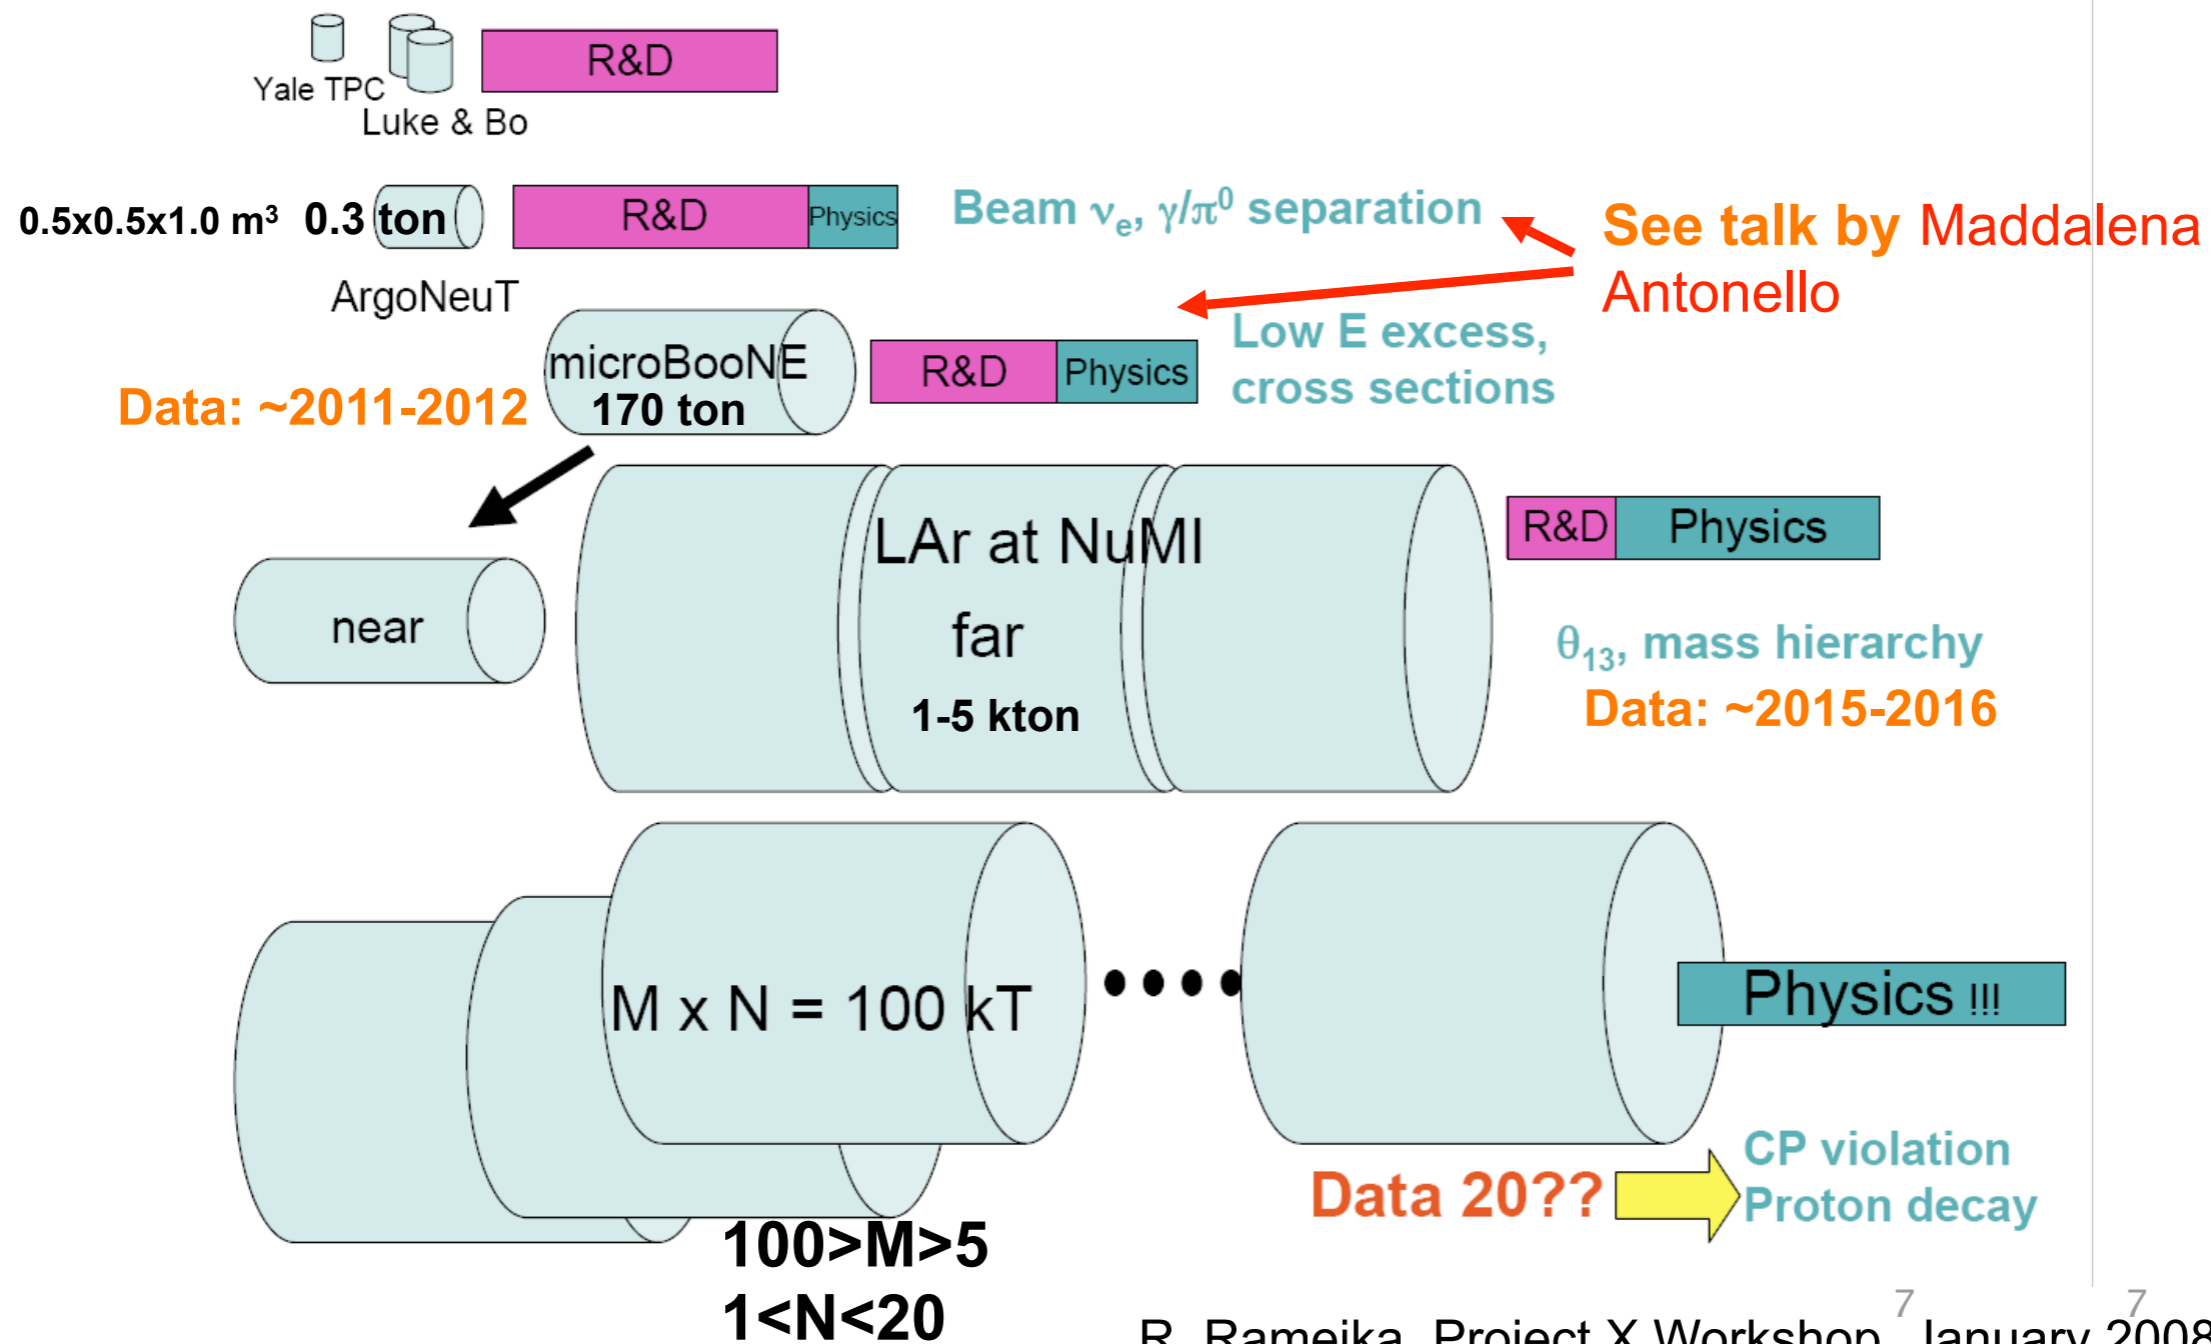 Yale TPC
Luke & Bo
R&D
0.5x0.5x1.0 m³ 0.3 ton
R&D
Physics
ArgoNeuT
Beam νe, γ/π⁰ separation
See talk by Maddalena
Antonello
microBooNE
170 ton
Data: ~2011-2012
R&D
Physics
Low E excess,
cross sections
near
LAr at NuMI
far
1-5 kton
R&D
Physics
θ13, mass hierarchy
Data: ~2015-2016
M x N = 100 kT
Physics !!!
Data 20??
CP violation
Proton decay
100>M>5
1<N<20
7
7
R. Rameika, Project X Workshop, January 2008